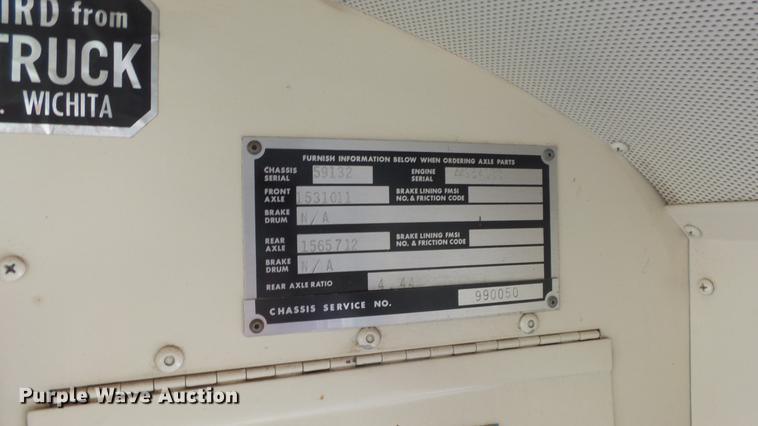 IRD from
TRUCK
WICHITA
FURNISH INFORMATION BELOW WHEN ORDERING AXLE PARTS
CHASSIS SERIAL 59132 ENGINE SERIAL
FRONT AXLE 1531011 BRAKE LINING FMSI NO. & FRICTION CODE
BRAKE DRUM N/A
REAR AXLE 1565712 BRAKE LINING FMSI NO. & FRICTION CODE
BRAKE DRUM N/A
REAR AXLE RATIO 4.44
CHASSIS SERVICE NO. 990050
Purple Wave Auction